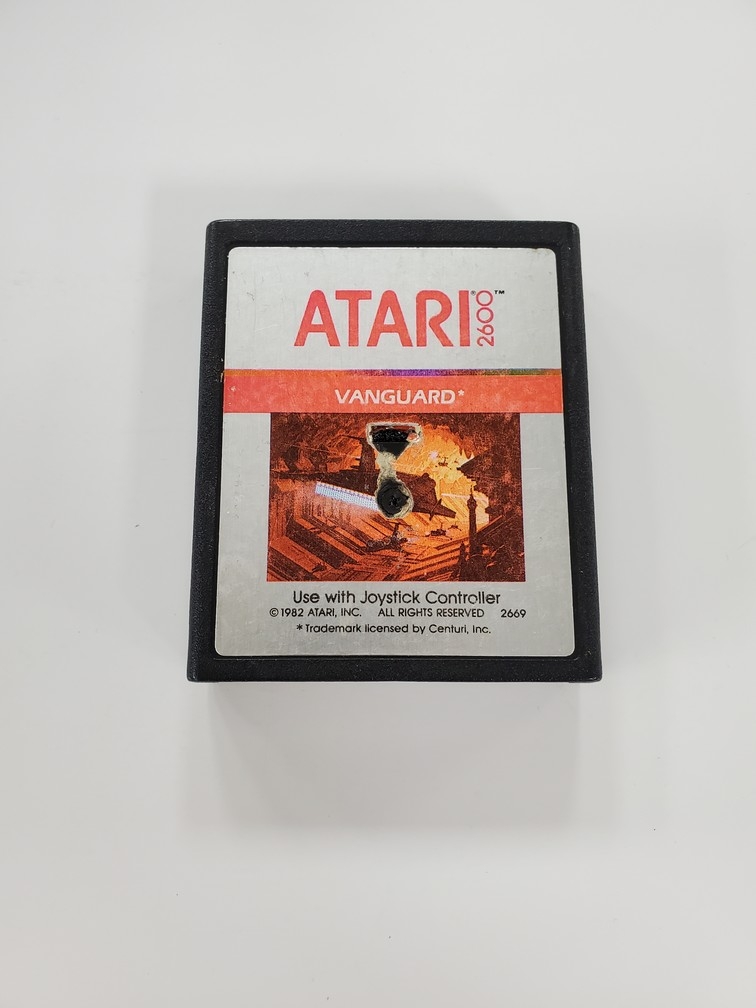 ATARI® 2600™
VANGUARD*
Use with Joystick Controller
© 1982 ATARI, INC. ALL RIGHTS RESERVED 2669
* Trademark licensed by Centuri, Inc.